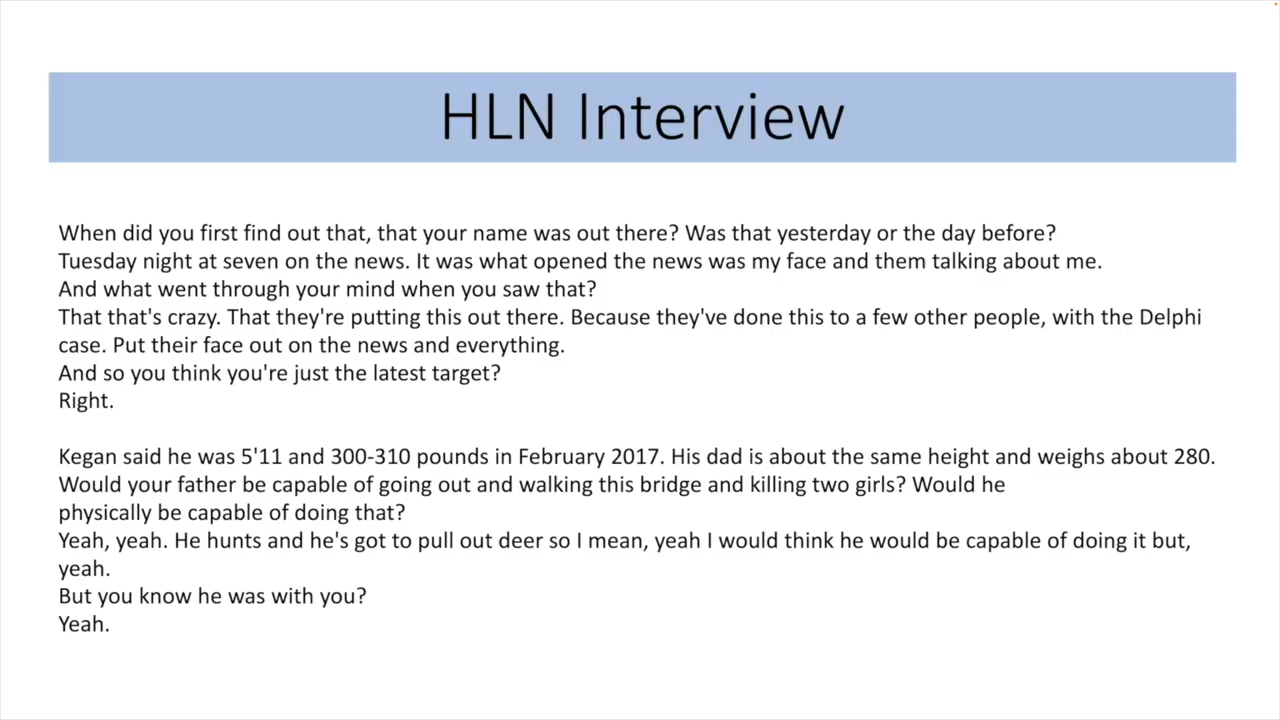 HLN Interview
When did you first find out that, that your name was out there? Was that yesterday or the day before?
Tuesday night at seven on the news. It was what opened the news was my face and them talking about me.
And what went through your mind when you saw that?
That that's crazy. That they're putting this out there. Because they've done this to a few other people, with the Delphi
case. Put their face out on the news and everything.
And so you think you're just the latest target?
Right.
Kegan said he was 5'11 and 300-310 pounds in February 2017. His dad is about the same height and weighs about 280.
Would your father be capable of going out and walking this bridge and killing two girls? Would he
physically be capable of doing that?
Yeah, yeah. He hunts and he's got to pull out deer so I mean, yeah I would think he would be capable of doing it but,
yeah.
But you know he was with you?
Yeah.